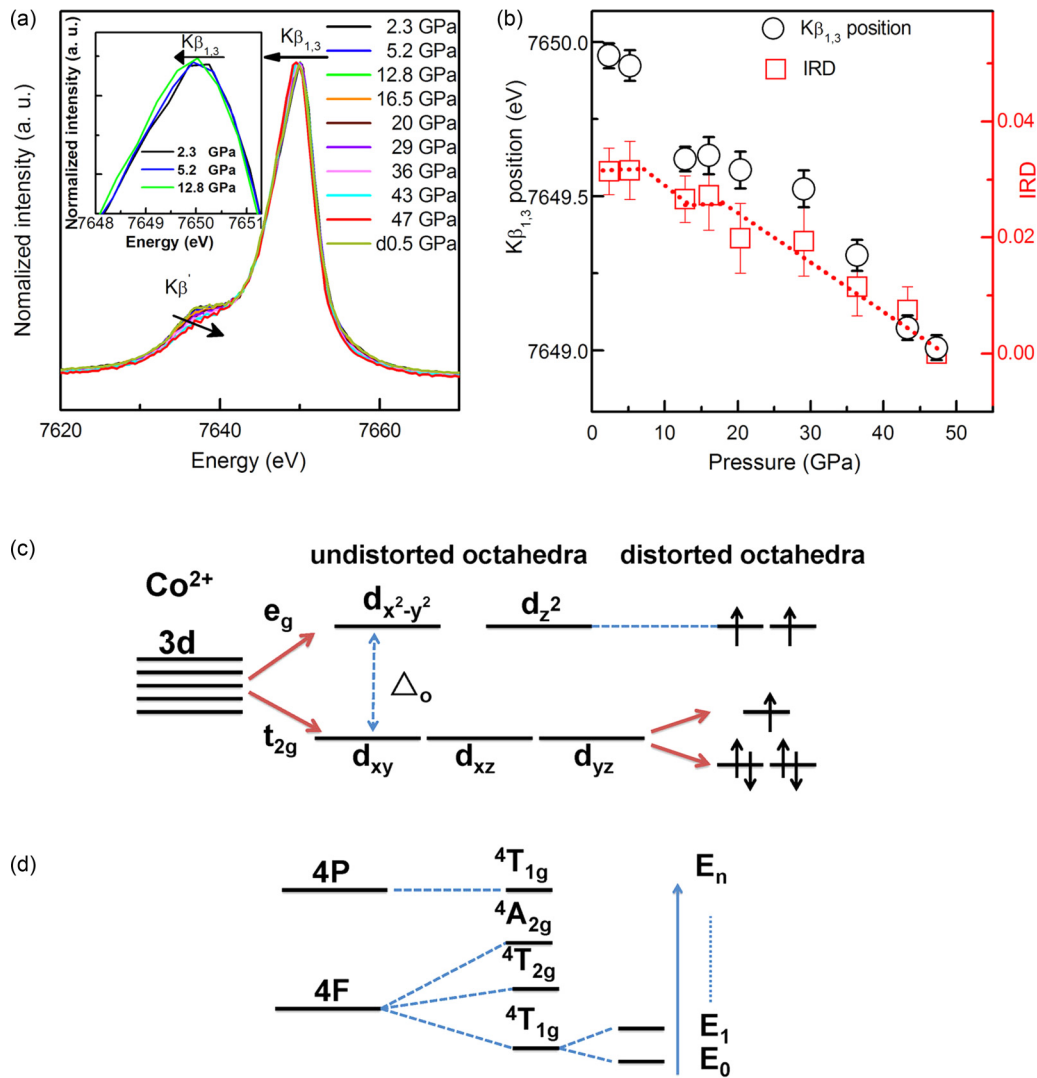 (a)
Nomalized intensity (a. u.)
Normalized intensity (a. u.)
Kβ1,3
2.3 GPa
5.2 GPa
12.8 GPa
7648 7649 7650 7651
Energy (eV)
Kβ1,3
2.3 GPa
5.2 GPa
12.8 GPa
16.5 GPa
20 GPa
29 GPa
36 GPa
43 GPa
47 GPa
d0.5 GPa
Kβ'
7620 7640 7660
Energy (eV)
(b)
Kβ1,3 position (eV)
7650.0
7649.5
7649.0
Kβ1,3 position
IRD
0.04
0.02
0.00
IRD
0 10 20 30 40 50
Pressure (GPa)
(c)
undistorted octahedra distorted octahedra
Co2+
3d
eg
dx2-y2 dz2
△o
t2g
dxy dxz dyz
(d)
4P
4T1g
En
4A2g
4T2g
4F
4T1g
E1
E0